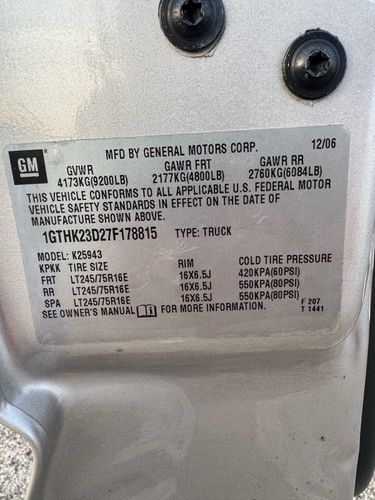 MFD BY GENERAL MOTORS CORP. 12/06
GM
GVWR GAWR FRT GAWR RR
4173KG(9200LB) 2177KG(4800LB) 2760KG(6084LB)
THIS VEHICLE CONFORMS TO ALL APPLICABLE U.S. FEDERAL MOTOR
VEHICLE SAFETY STANDARDS IN EFFECT ON THE DATE OF
MANUFACTURE SHOWN ABOVE.
1GTHK23D27F178815 TYPE: TRUCK
MODEL: K25943
KPKK TIRE SIZE RIM COLD TIRE PRESSURE
FRT LT245/75R16E 16X6.5J 420KPA(60PSI)
RR LT245/75R16E 16X6.5J 550KPA(80PSI)
SPA LT245/75R16E 16X6.5J 550KPA(80PSI)
SEE OWNER'S MANUAL FOR MORE INFORMATION. F 207
T 1441